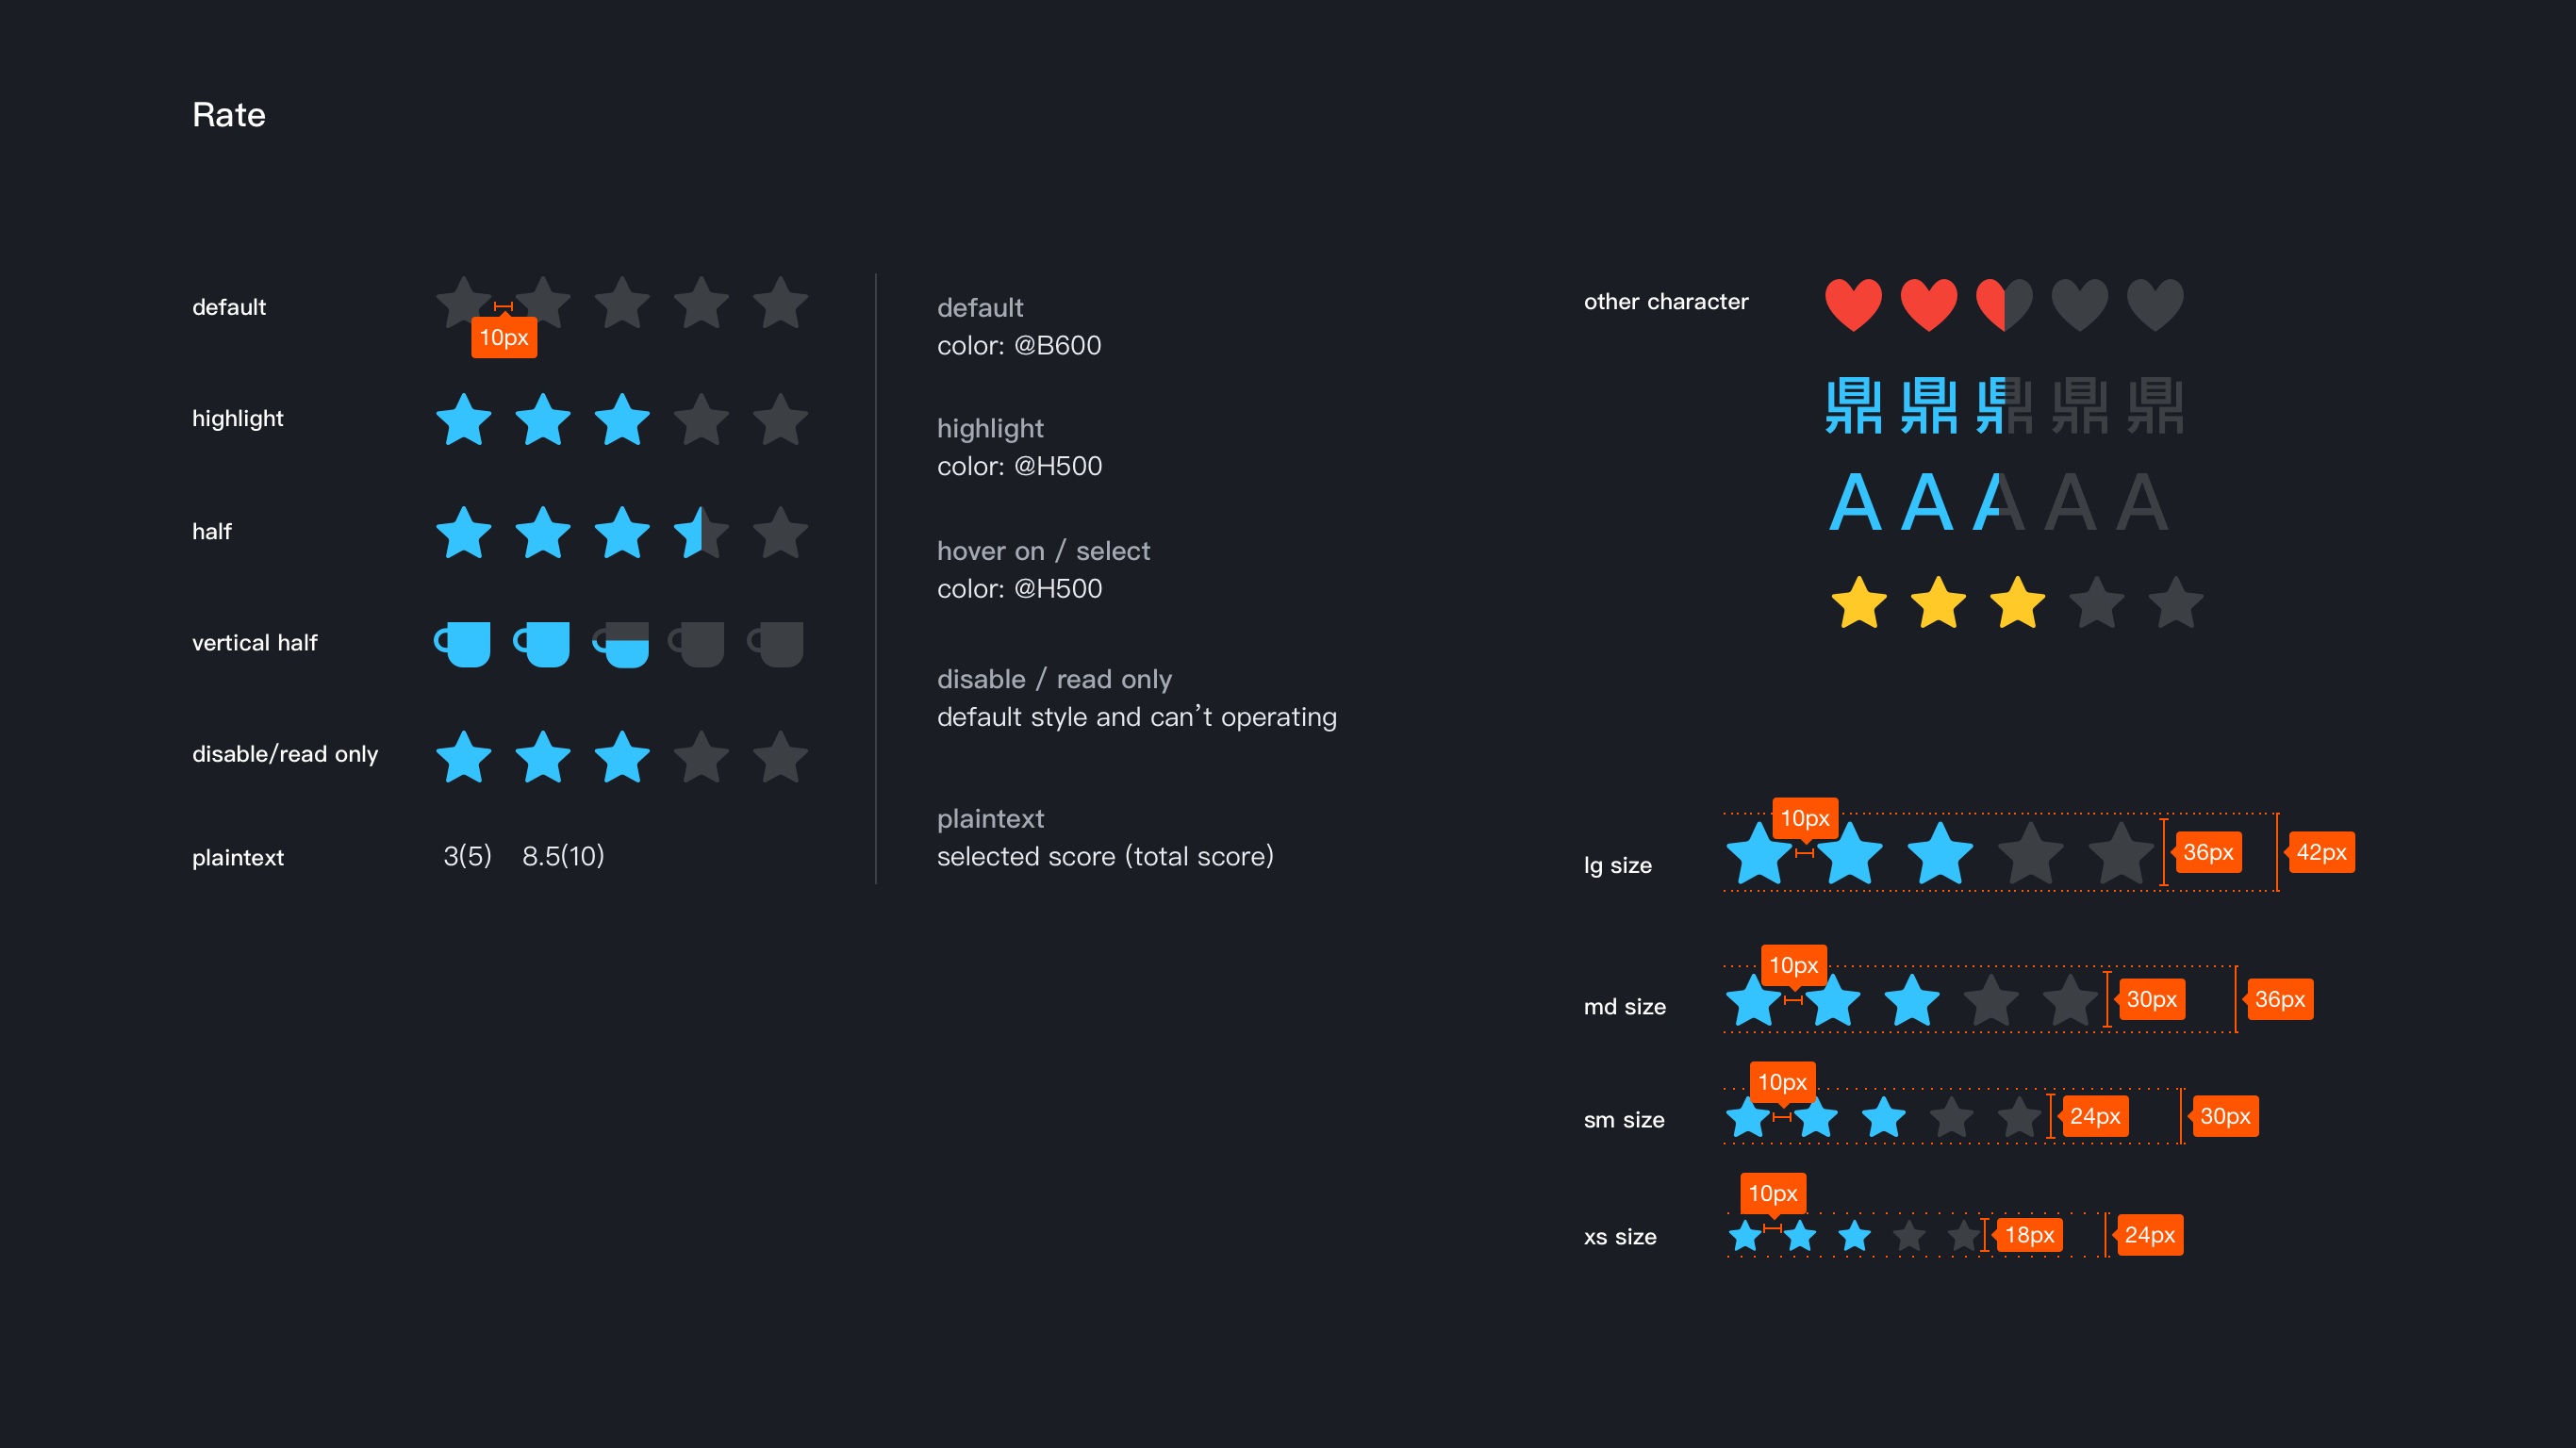 Rate
default
10px
highlight
half
vertical half
disable/read only
plaintext
3(5) 8.5(10)
default
color: @B600
highlight
color: @H500
hover on / select
color: @H500
disable / read only
default style and can’t operating
plaintext
selected score (total score)
other character
鼎 鼎 鼎 鼎 鼎
A A A A A
lg size
10px
36px
42px
md size
10px
30px
36px
sm size
10px
24px
30px
xs size
10px
18px
24px